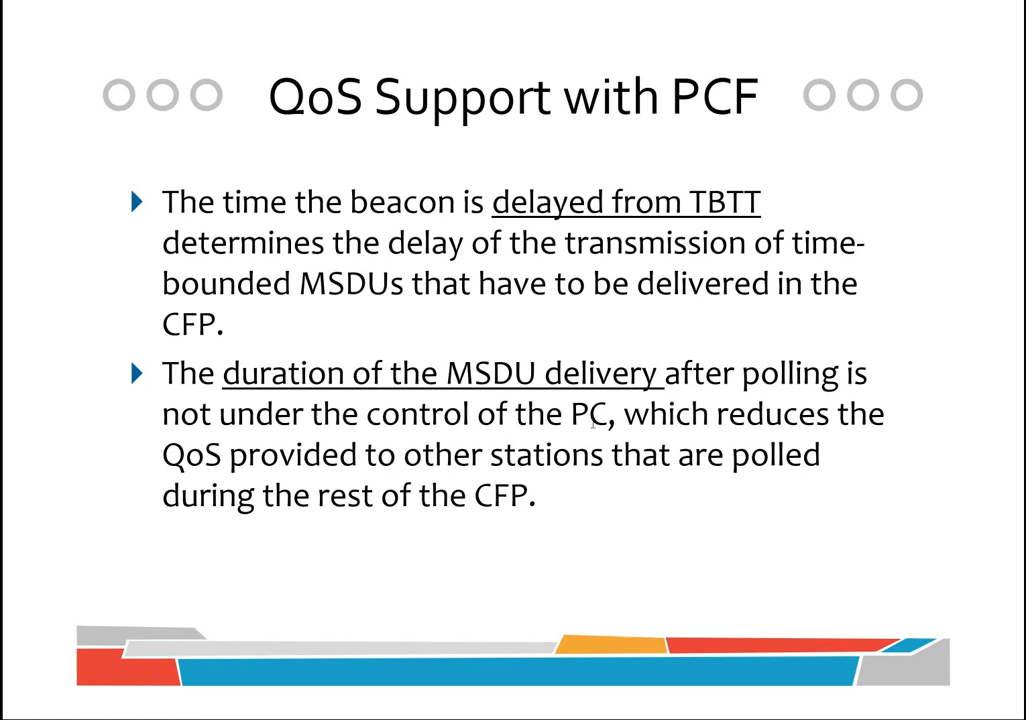 QoS Support with PCF
The time the beacon is delayed from TBTT
determines the delay of the transmission of time-
bounded MSDUs that have to be delivered in the
CFP.
The duration of the MSDU delivery after polling is
not under the control of the PC, which reduces the
QoS provided to other stations that are polled
during the rest of the CFP.